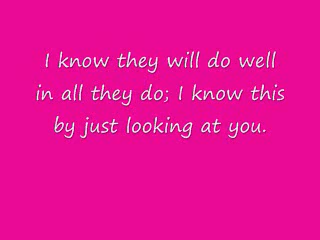 I know they will do well
in all they do; I know this
by just looking at you.